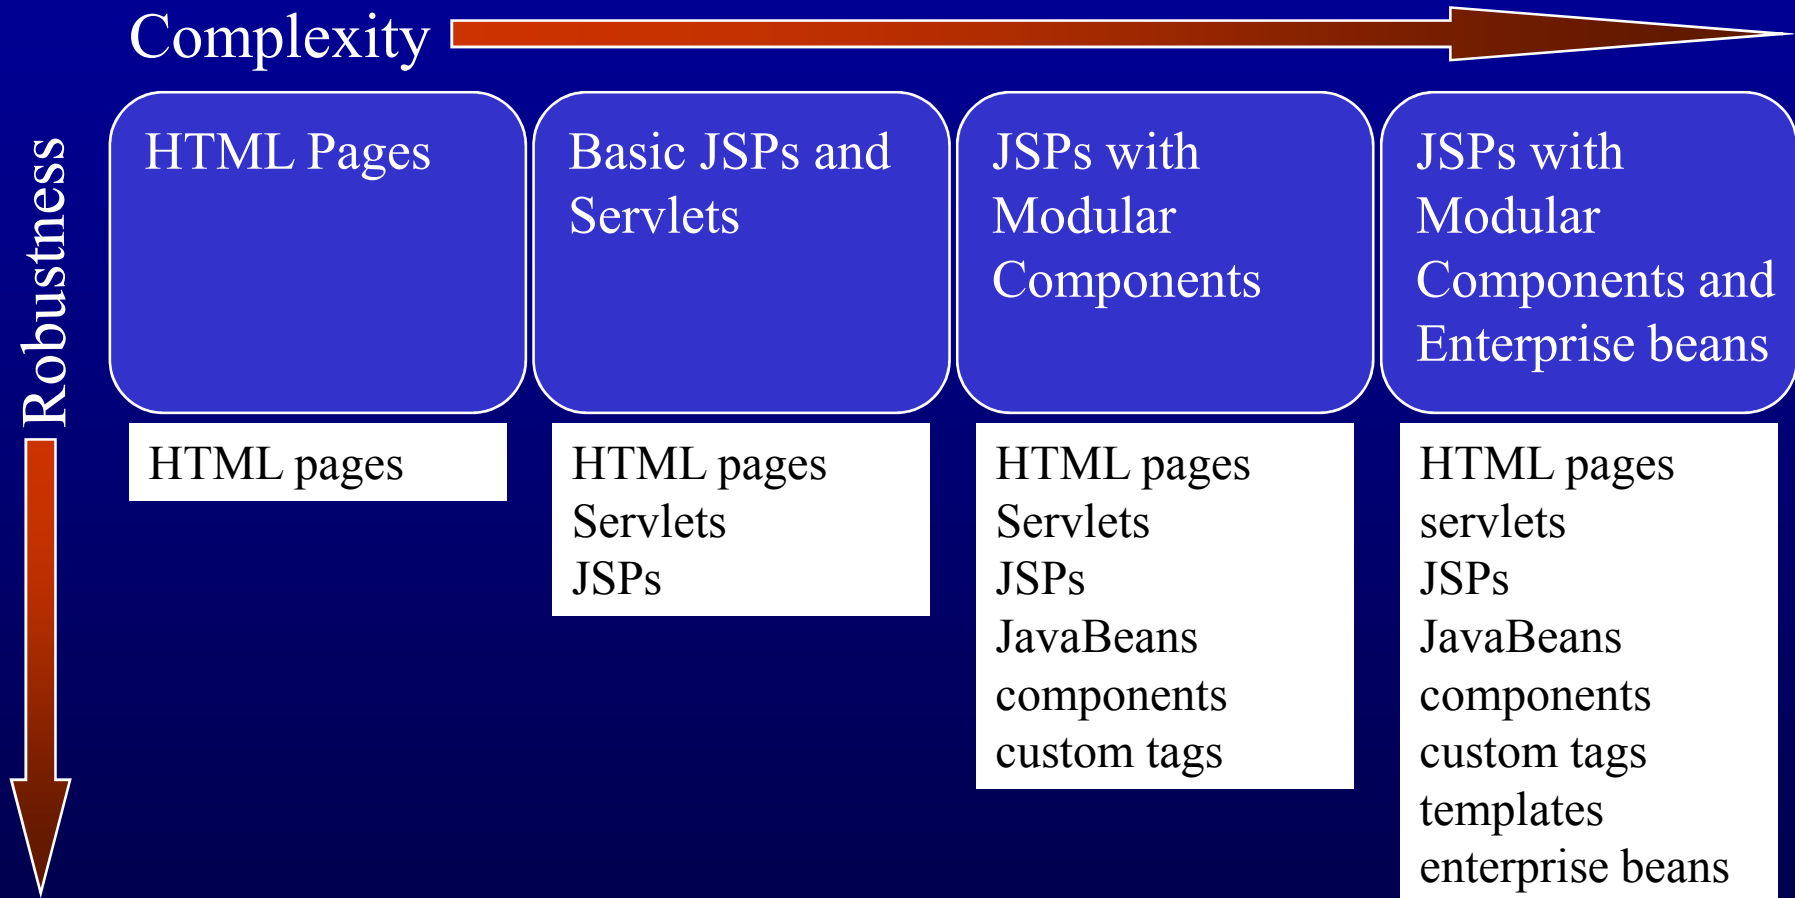 Complexity
Robustness
HTML Pages
Basic JSPs and
Servlets
JSPs with
Modular
Components
JSPs with
Modular
Components and
Enterprise beans
HTML pages
HTML pages
Servlets
JSPs
HTML pages
Servlets
JSPs
JavaBeans
components
custom tags
HTML pages
servlets
JSPs
JavaBeans
components
custom tags
templates
enterprise beans